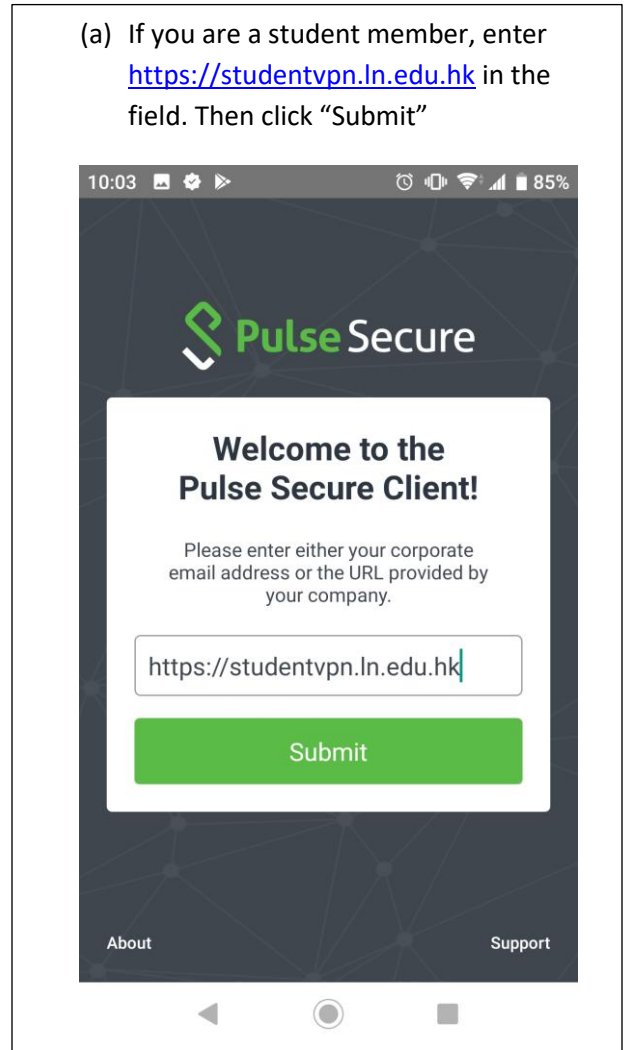 (a) If you are a student member, enter
https://studentvpn.ln.edu.hk in the
field. Then click “Submit”
10:03 85%
Pulse Secure
Welcome to the
Pulse Secure Client!
Please enter either your corporate
email address or the URL provided by
your company.
https://studentvpn.ln.edu.hk
Submit
About Support